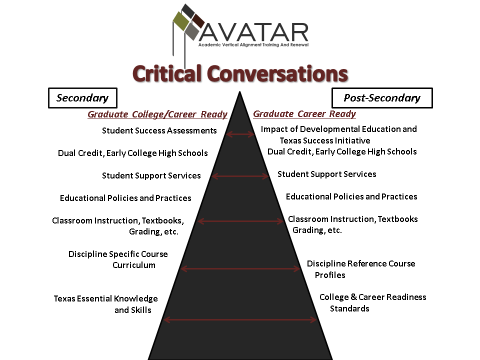 AVATAR
Academic Vertical Alignment Training And Renewal
Critical Conversations
Secondary
Post-Secondary
Graduate College/Career Ready
Graduate Career Ready
Student Success Assessments
Impact of Developmental Education and
Texas Success Initiative
Dual Credit, Early College High Schools
Dual Credit, Early College High Schools
Student Support Services
Student Support Services
Educational Policies and Practices
Educational Policies and Practices
Classroom Instruction, Textbooks,
Grading, etc.
Classroom Instruction, Textbooks
Grading, etc.
Discipline Specific Course
Curriculum
Discipline Reference Course
Profiles
Texas Essential Knowledge
and Skills
College & Career Readiness
Standards